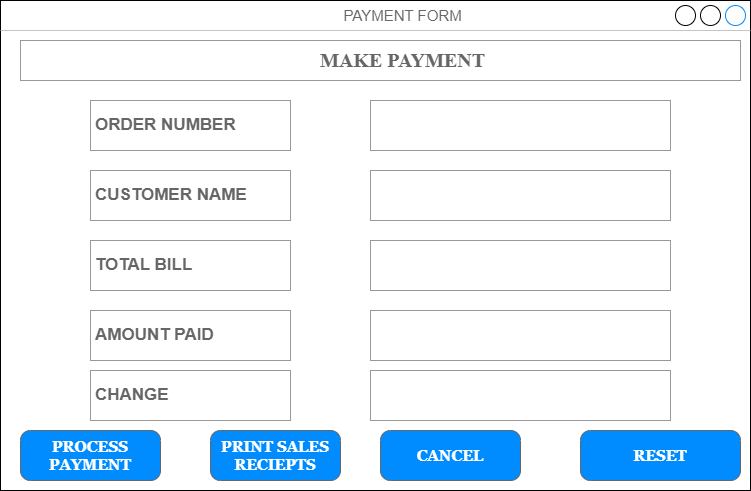 PAYMENT FORM
MAKE PAYMENT
ORDER NUMBER
CUSTOMER NAME
TOTAL BILL
AMOUNT PAID
CHANGE
PROCESS
PAYMENT
PRINT SALES
RECIEPTS
CANCEL
RESET